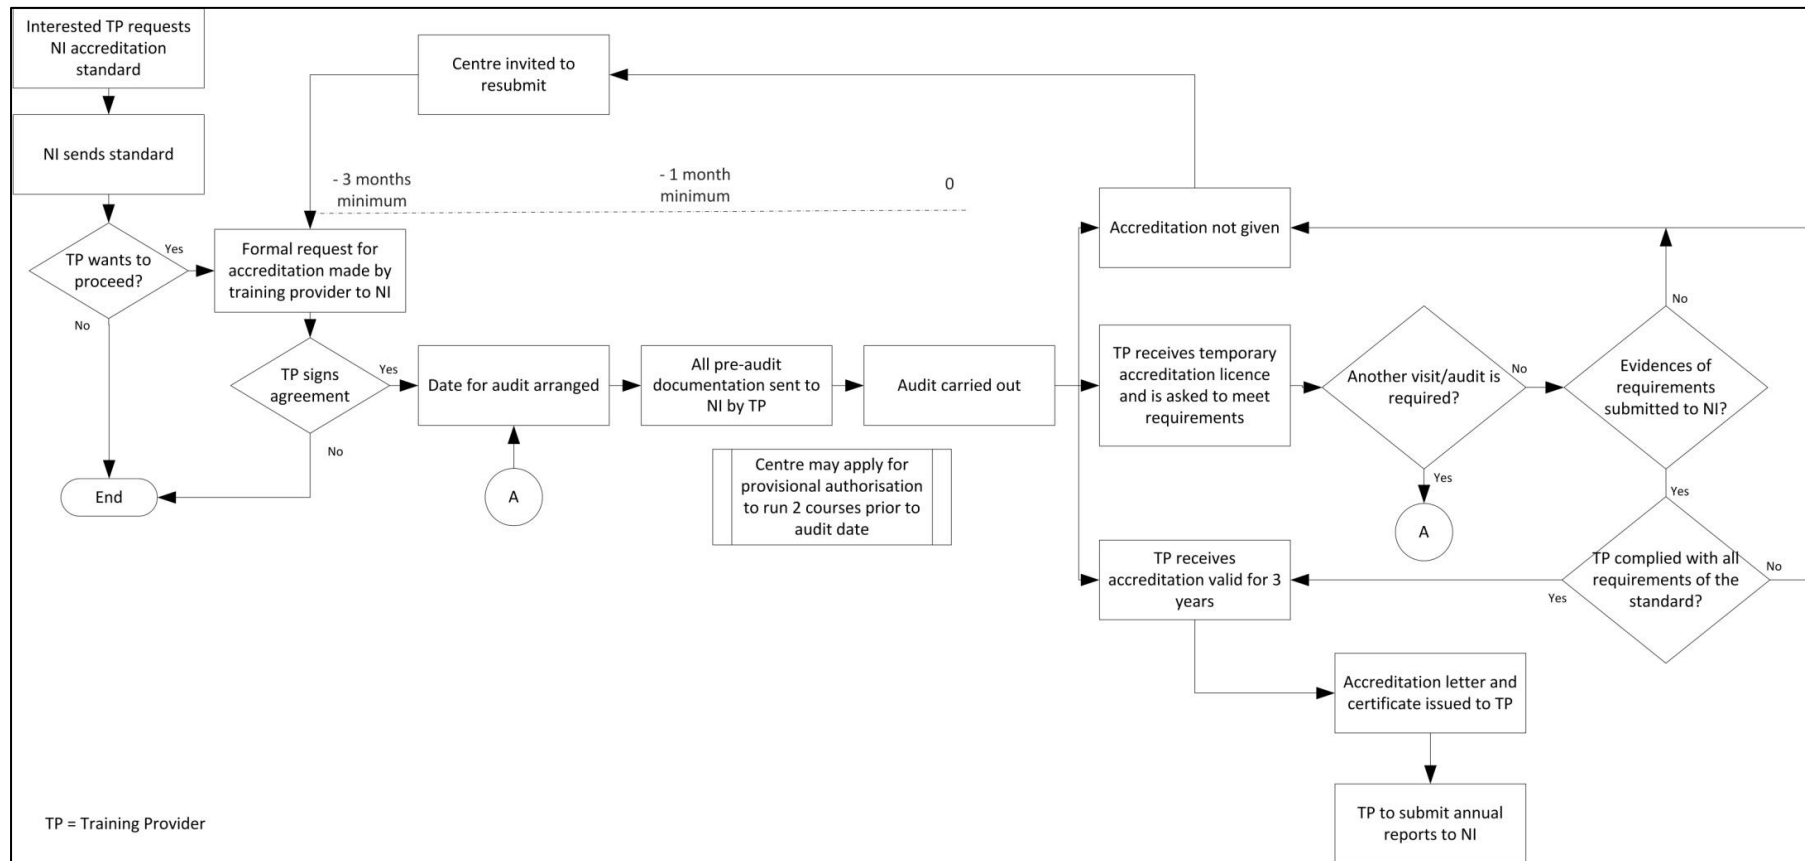 Interested TP requests
NI accreditation
standard
NI sends standard
TP wants to
proceed?
Yes
No
End
Centre invited to
resubmit
- 3 months
minimum
- 1 month
minimum
0
Formal request for
accreditation made by
training provider to NI
TP signs
agreement
Yes
No
Date for audit arranged
A
All pre-audit
documentation sent to
NI by TP
Audit carried out
Centre may apply for
provisional authorisation
to run 2 courses prior to
audit date
Accreditation not given
TP receives temporary
accreditation licence
and is asked to meet
requirements
Another visit/audit is
required?
No
Yes
A
Evidences of
requirements
submitted to NI?
No
Yes
TP complied with all
requirements of the
standard?
No
Yes
TP receives
accreditation valid for 3
years
Accreditation letter and
certificate issued to TP
TP to submit annual
reports to NI
TP = Training Provider